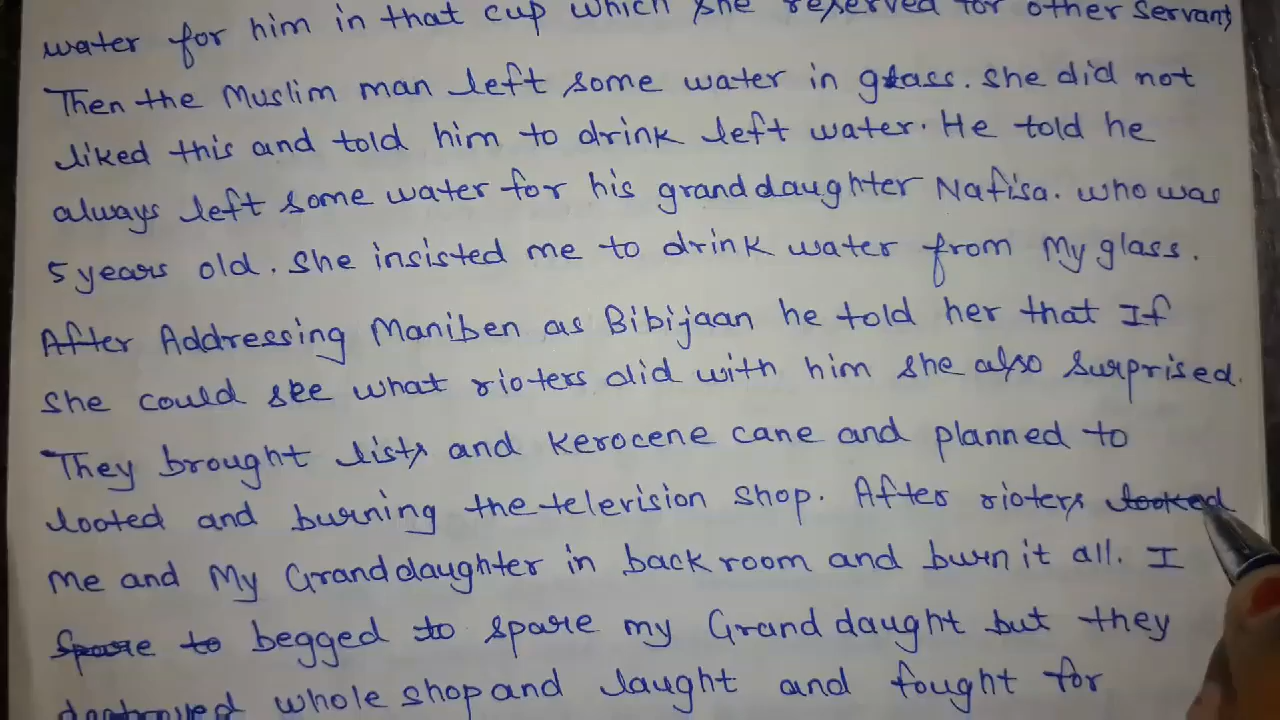 water for him in that cup which she reserved for other servant
Then the Muslim man left some water in glass. She did not
liked this and told him to drink left water. He told he
always left some water for his granddaughter Nafisa. who was
5 years old. She insisted me to drink water from My glass.
After Addressing Maniben as Bibijaan he told her that If
She could see what rioters did with him she also surprised.
They brought lists and kerocene cane and planned to
looted and burning the television shop. After rioters looked
Me and My Granddaughter in back room and burn it all. I
Spare to begged to spare my Grand daught but they
destroyed whole shop and laught and fought for